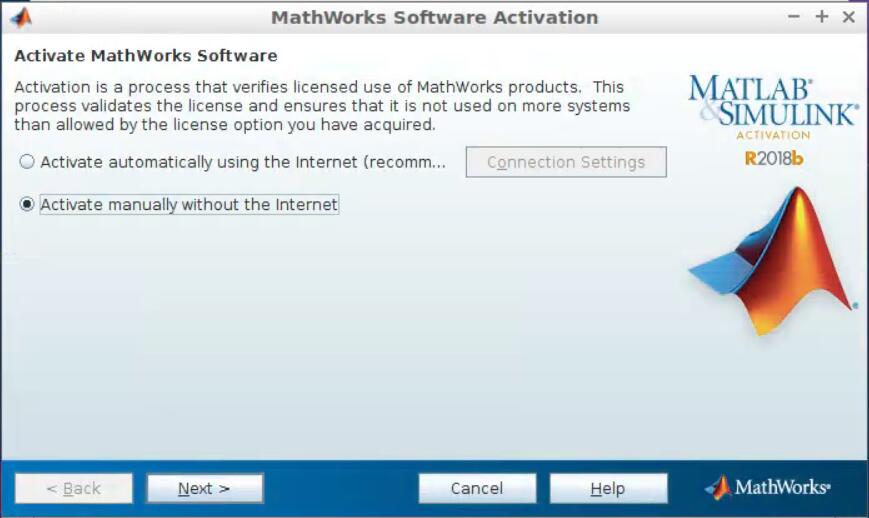 MathWorks Software Activation
Activate MathWorks Software
Activation is a process that verifies licensed use of MathWorks products. This
process validates the license and ensures that it is not used on more systems
than allowed by the license option you have acquired.
Activate automatically using the Internet (recomm...
Connection Settings
Activate manually without the Internet
MATLAB®
&SIMULINK®
ACTIVATION
R2018b
< Back
Next >
Cancel
Help
MathWorks®